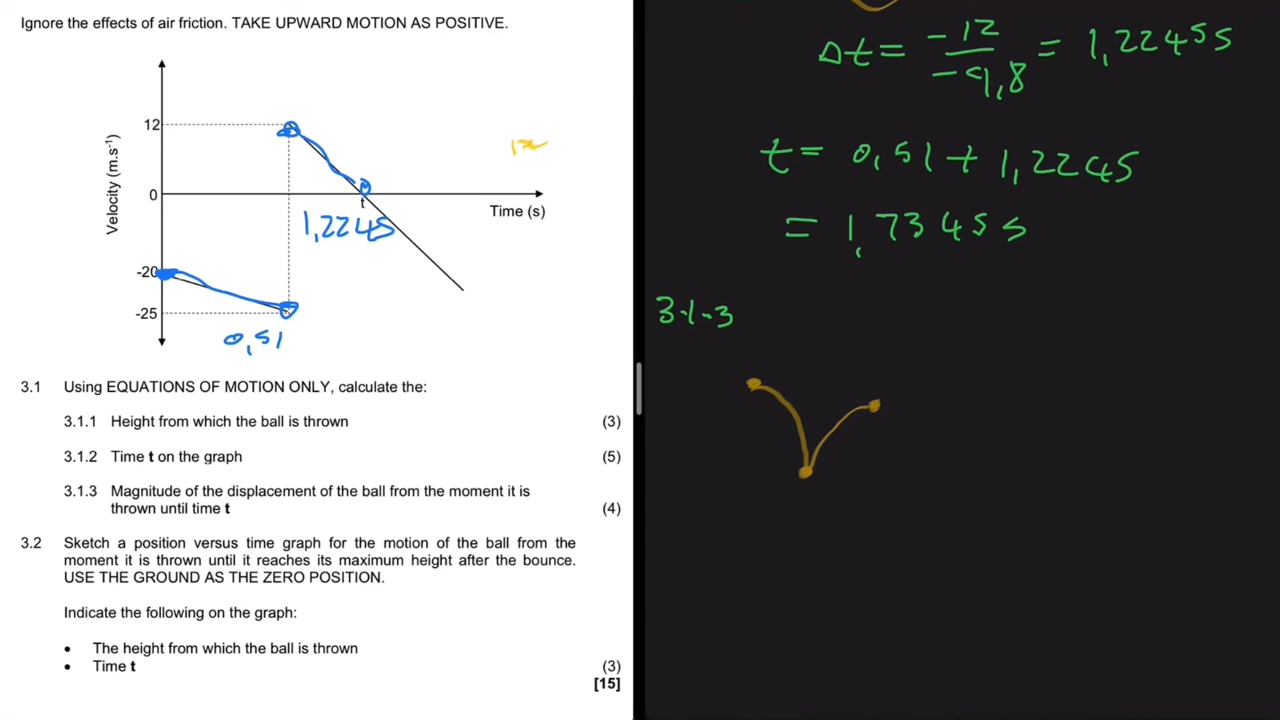 Ignore the effects of air friction. TAKE UPWARD MOTION AS POSITIVE.
12
0
-20
-25
Velocity (m.s-1)
t
Time (s)
1,2245
0,51
3.1 Using EQUATIONS OF MOTION ONLY, calculate the:
3.1.1 Height from which the ball is thrown (3)
3.1.2 Time t on the graph (5)
3.1.3 Magnitude of the displacement of the ball from the moment it is
thrown until time t (4)
3.2 Sketch a position versus time graph for the motion of the ball from the
moment it is thrown until it reaches its maximum height after the bounce.
USE THE GROUND AS THE ZERO POSITION.
Indicate the following on the graph:
• The height from which the ball is thrown
• Time t (3)
[15]
Δt = -12 / -9,8 = 1,2245 s
t = 0,51 + 1,2245
= 1,7345 s
3.1.3